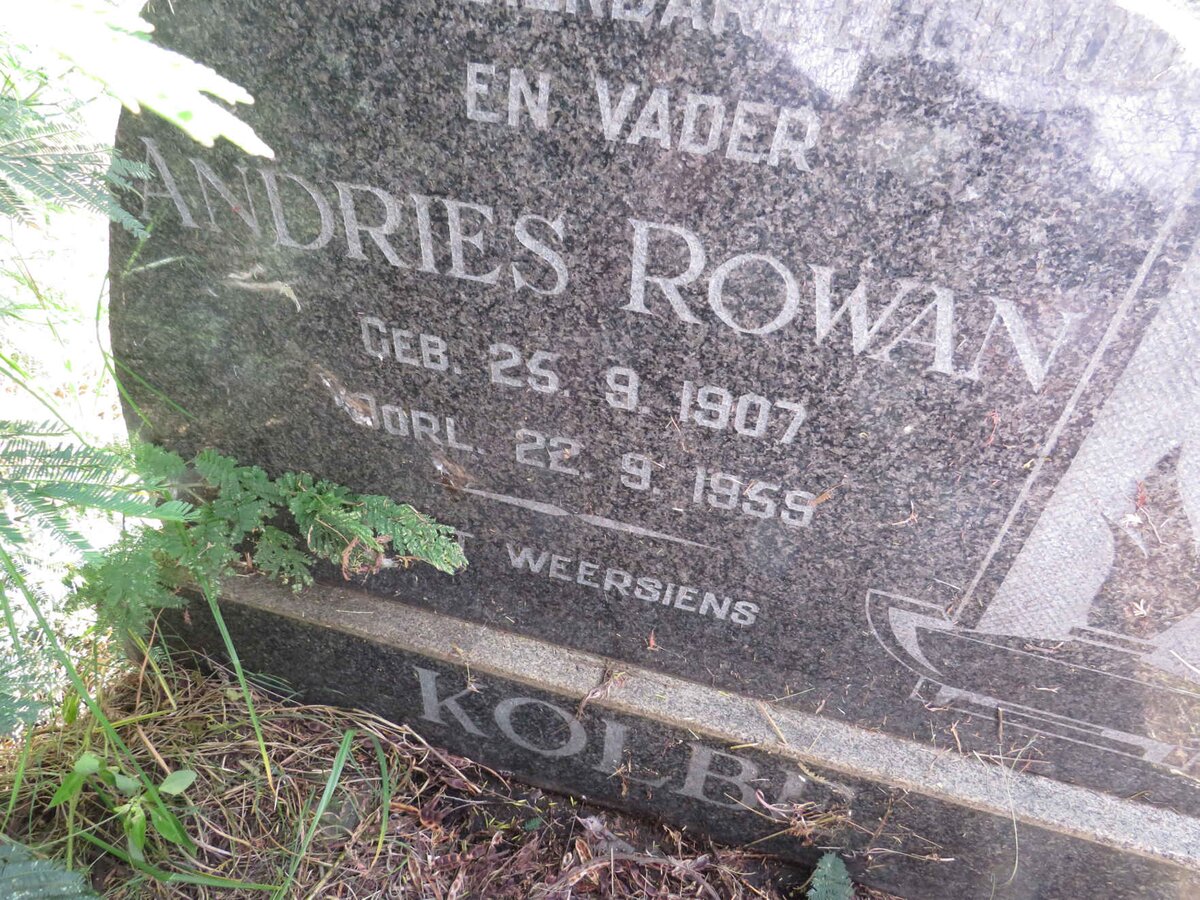 EN VADER
ANDRIES ROWAN
GEB. 25. 9. 1907
OORL. 22. 9. 1959
WEERSIENS